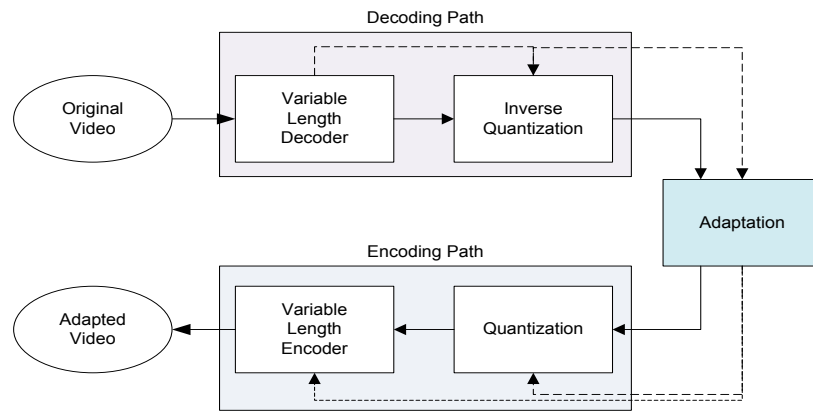 Decoding Path
Original
Video
Variable
Length
Decoder
Inverse
Quantization
Adaptation
Encoding Path
Adapted
Video
Variable
Length
Encoder
Quantization